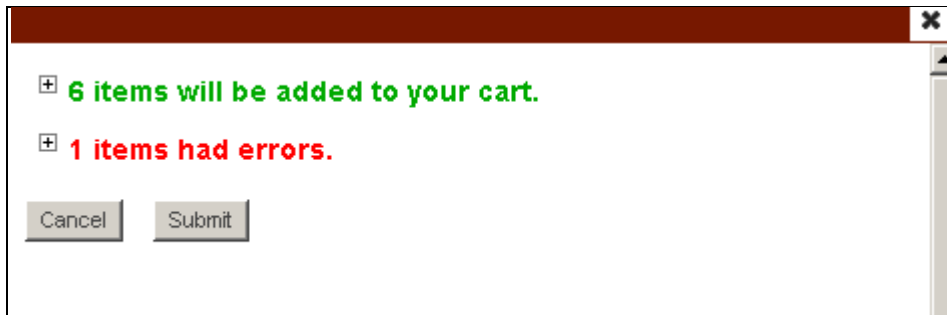 6 items will be added to your cart.
1 items had errors.
Cancel Submit